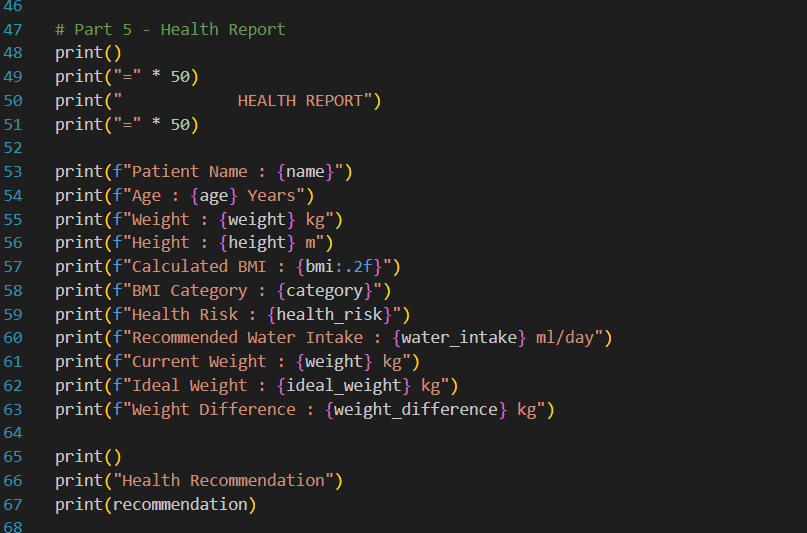 46
47 # Part 5 - Health Report
48 print()
49 print("=" * 50)
50 print("            HEALTH REPORT")
51 print("=" * 50)
52
53 print(f"Patient Name : {name}")
54 print(f"Age : {age} Years")
55 print(f"Weight : {weight} kg")
56 print(f"Height : {height} m")
57 print(f"Calculated BMI : {bmi:.2f}")
58 print(f"BMI Category : {category}")
59 print(f"Health Risk : {health_risk}")
60 print(f"Recommended Water Intake : {water_intake} ml/day")
61 print(f"Current Weight : {weight} kg")
62 print(f"Ideal Weight : {ideal_weight} kg")
63 print(f"Weight Difference : {weight_difference} kg")
64
65 print()
66 print("Health Recommendation")
67 print(recommendation)
68